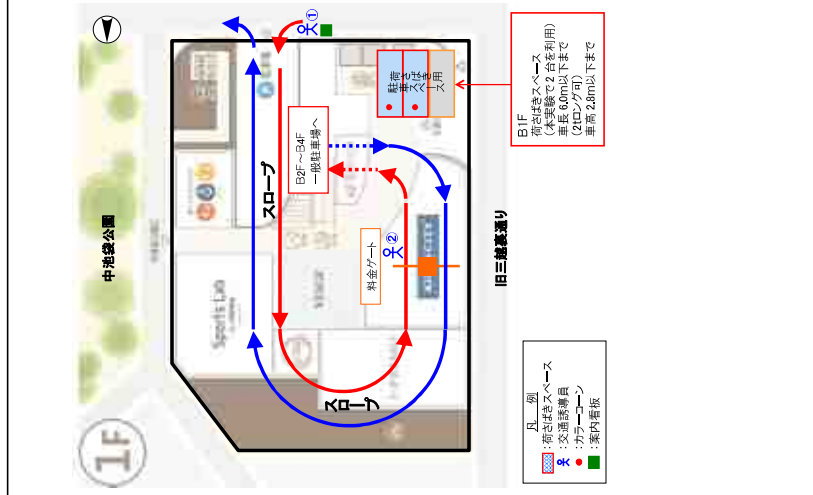 1F
中池袋公園
旧三越裏通り
スロープ
スロープ
①
②
料金ゲート
B2F～B4F
一般駐車場へ
Sports Lab
荷さばき用
駐車スペース
B1F
荷さばきスペース
（本実験で2 台を利用）
車長 6.0m以下まで
（2tロング可）
車高 2.8m以下まで
凡　例
：荷さばきスペース
：交通誘導員
：カラーコーン
：案内看板